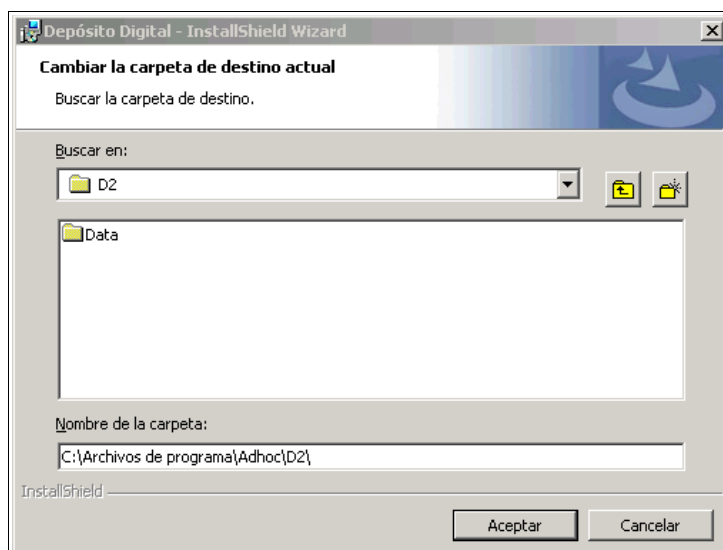 Depósito Digital - InstallShield Wizard
Cambiar la carpeta de destino actual
Buscar la carpeta de destino.
Buscar en:
D2
Data
Nombre de la carpeta:
C:\Archivos de programa\Adhoc\D2\
InstallShield
Aceptar
Cancelar